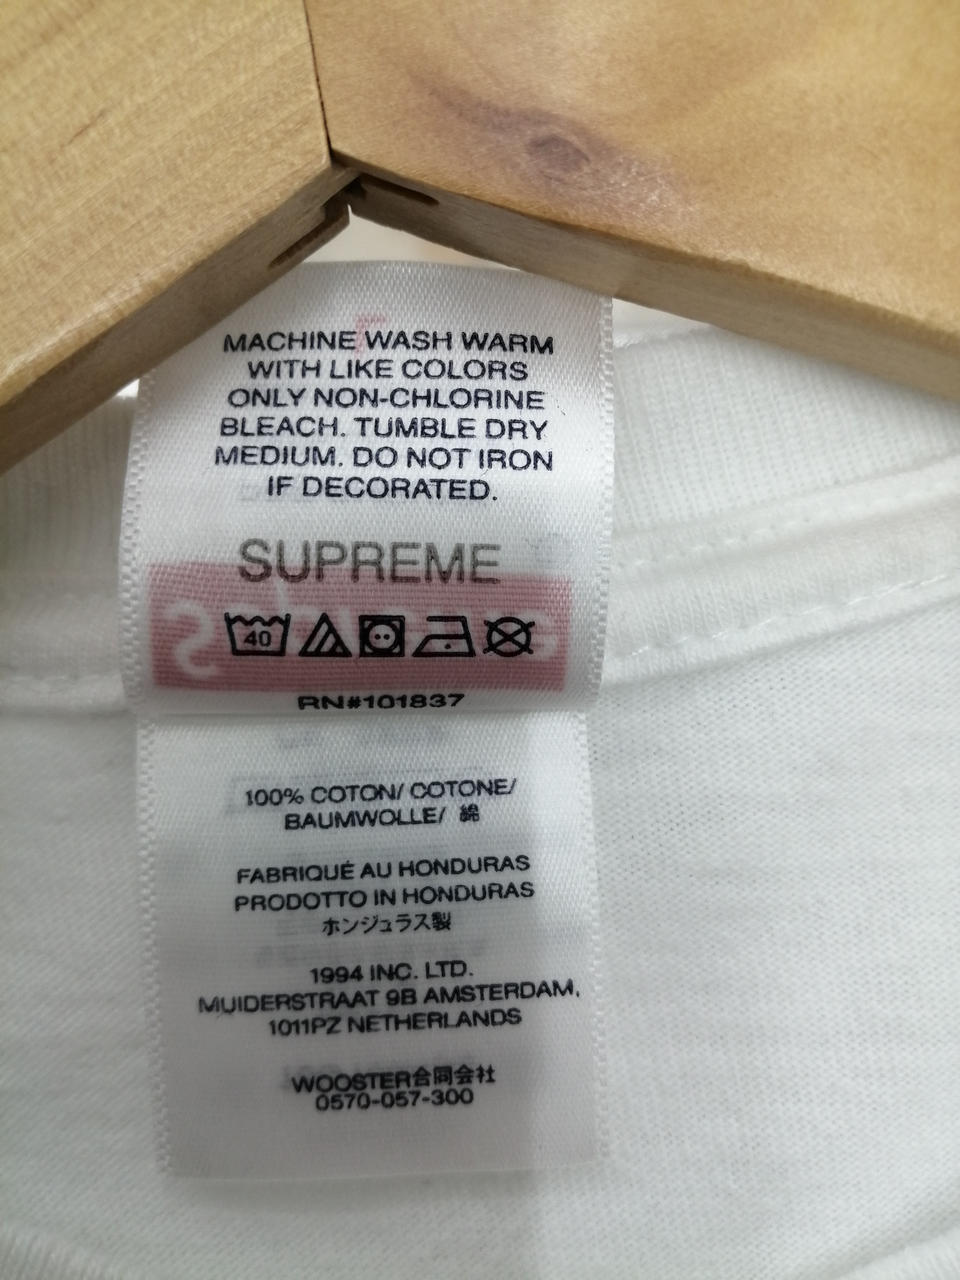 MACHINE WASH WARM
WITH LIKE COLORS
ONLY NON-CHLORINE
BLEACH. TUMBLE DRY
MEDIUM. DO NOT IRON
IF DECORATED.
SUPREME
40
RN#101837
100% COTON/ COTONE/
BAUMWOLLE/ 綿
FABRIQUÉ AU HONDURAS
PRODOTTO IN HONDURAS
ホンジュラス製
1994 INC. LTD.
MUIDERSTRAAT 9B AMSTERDAM,
1011PZ NETHERLANDS
WOOSTER合同会社
0570-057-300